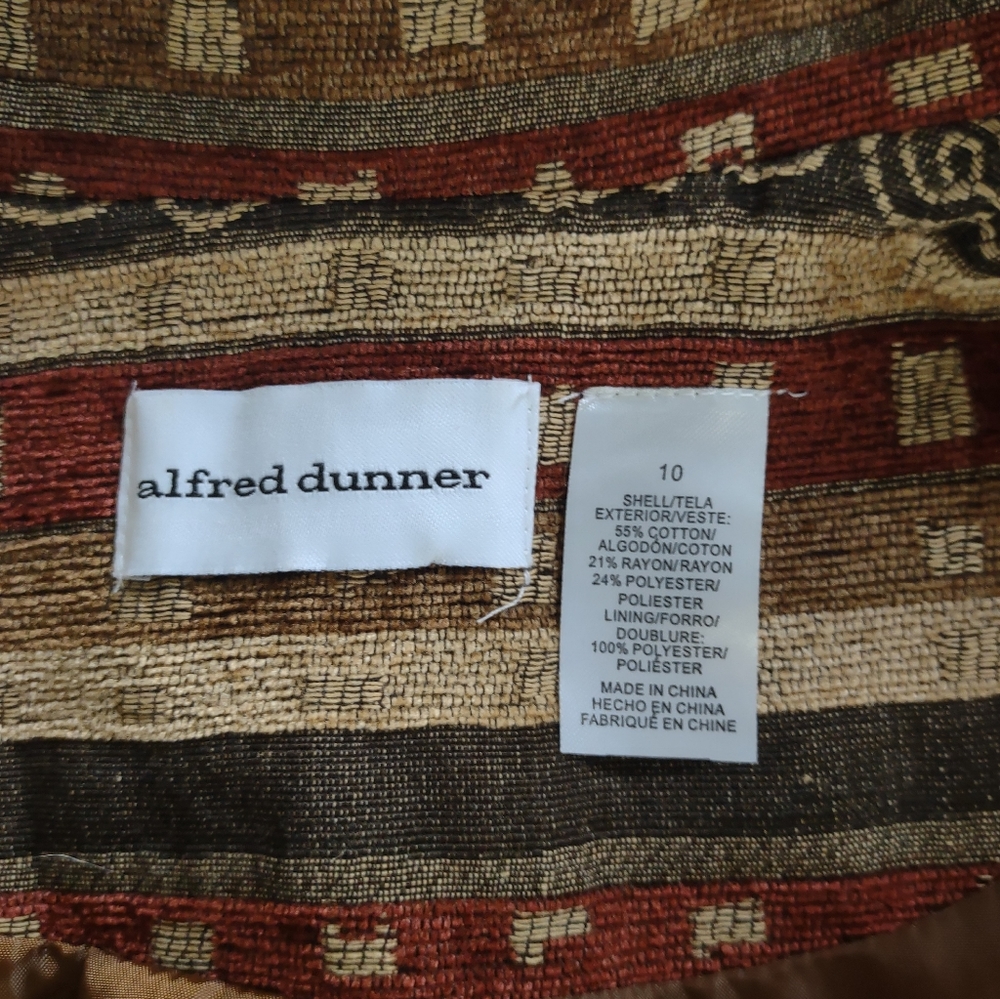 alfred dunner
10
SHELL/TELA
EXTERIOR/VESTE:
55% COTTON/
ALGODÓN/COTON
21% RAYON/RAYON
24% POLYESTER/
POLIESTER
LINING/FORRO/
DOUBLURE:
100% POLYESTER/
POLIÉSTER
MADE IN CHINA
HECHO EN CHINA
FABRIQUÉ EN CHINE